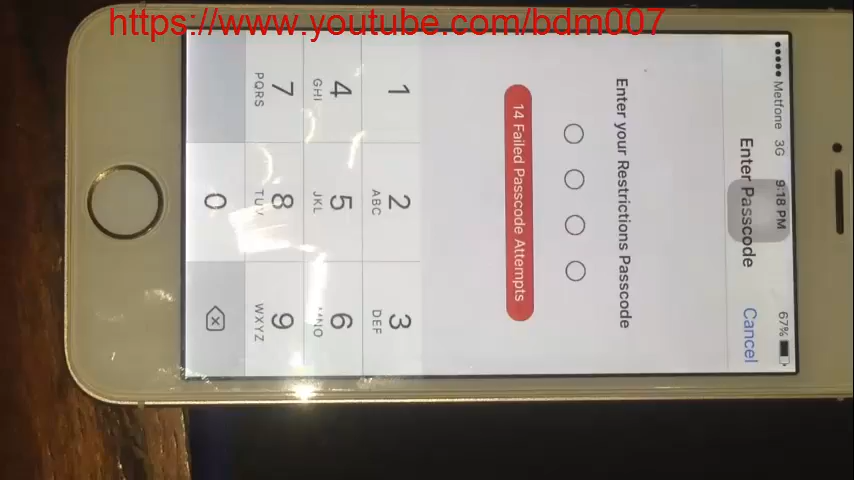 https://www.youtube.com/bdm007
Metfone 3G 9:18 PM 67%
Enter Passcode Cancel
Enter your Restrictions Passcode
14 Failed Passcode Attempts
1 2 3
ABC DEF
4 5 6
GHI JKL MNO
7 8 9
PQRS TUV WXYZ
0